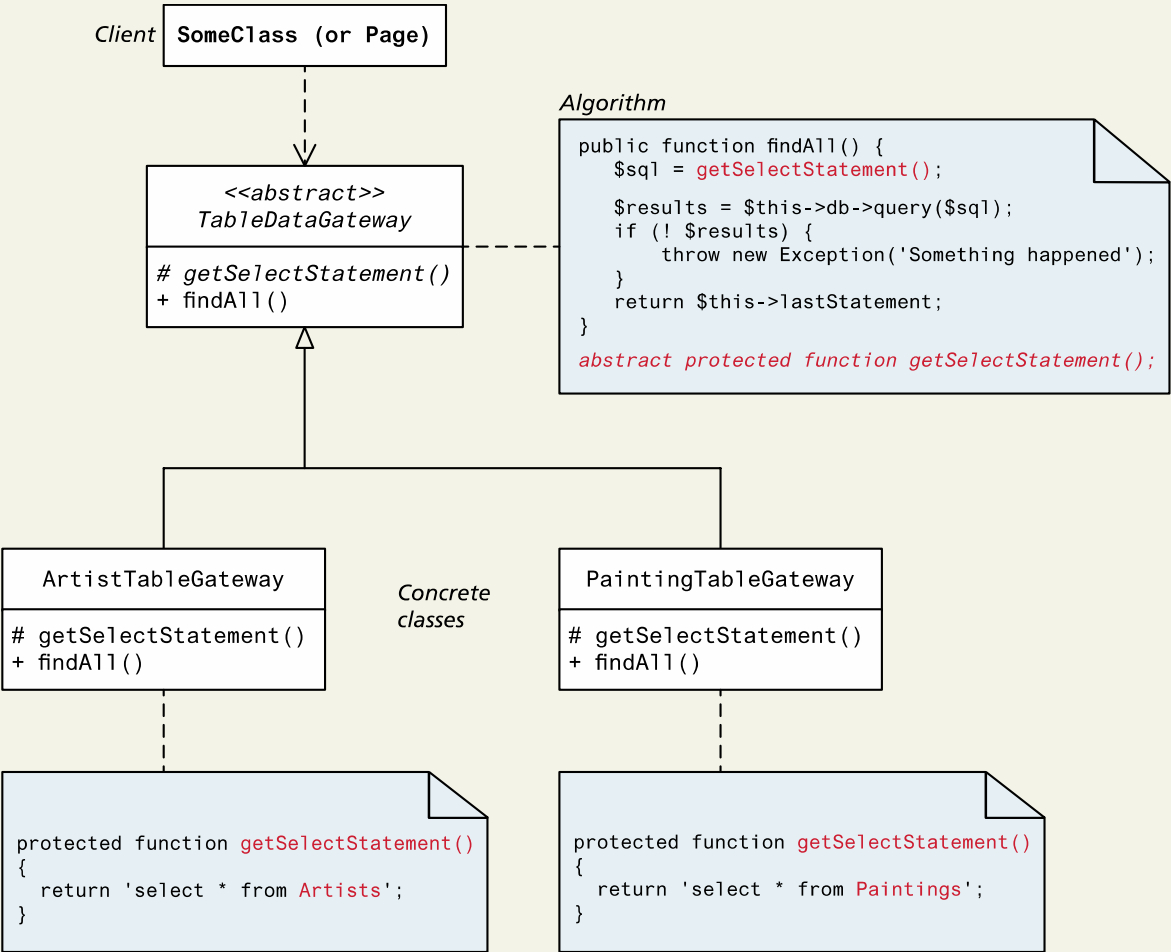 Client
SomeClass (or Page)
Algorithm
public function findAll() {
$sql = getSelectStatement();
$results = $this->db->query($sql);
if (! $results) {
throw new Exception('Something happened');
}
return $this->lastStatement;
}
abstract protected function getSelectStatement();
<<abstract>>
TableDataGateway
# getSelectStatement()
+ findAll()
ArtistTableGateway
# getSelectStatement()
+ findAll()
Concrete
classes
PaintingTableGateway
# getSelectStatement()
+ findAll()
protected function getSelectStatement()
{
return 'select * from Artists';
}
protected function getSelectStatement()
{
return 'select * from Paintings';
}